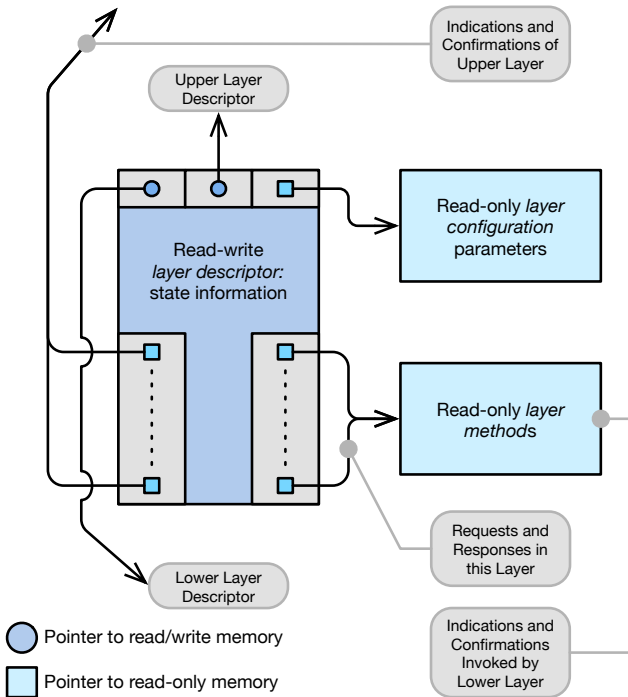 Indications and
Confirmations of
Upper Layer
Upper Layer
Descriptor
Read-only layer
configuration
parameters
Read-write
layer descriptor:
state information
Read-only layer
methods
Requests and
Responses in
this Layer
Lower Layer
Descriptor
Indications and
Confirmations
Invoked by
Lower Layer
Pointer to read/write memory
Pointer to read-only memory